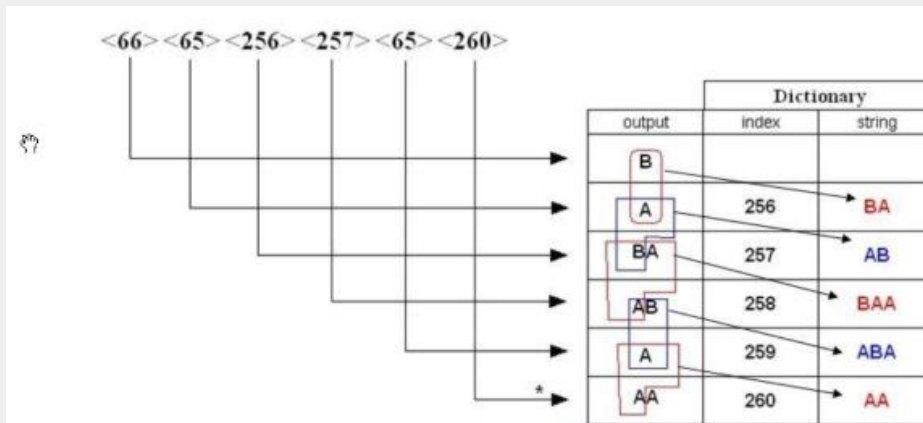 <66> <65> <256> <257> <65> <260>
Dictionary
output index string
B
A 256 BA
BA 257 AB
AB 258 BAA
A 259 ABA
* AA 260 AA